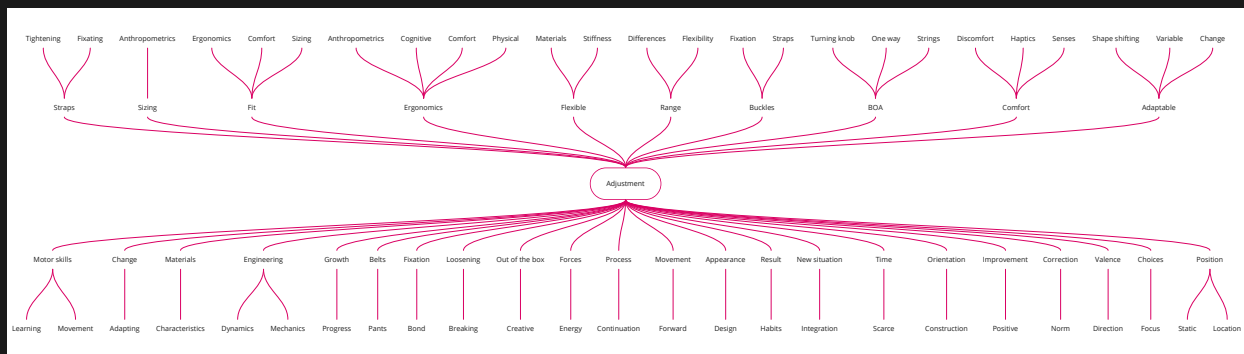 Tightening Fixating Anthropometrics Ergonomics Comfort Sizing Anthropometrics Cognitive Comfort Physical Materials Stiffness Differences Flexibility Fixation Straps Turning knob One way Strings Discomfort Haptics Senses Shape shifting Variable Change
Straps Sizing Fit Ergonomics Flexible Range Buckles BOA Comfort Adaptable
Adjustment
Motor skills Change Materials Engineering Growth Belts Fixation Loosening Out of the box Forces Process Movement Appearance Result New situation Time Orientation Improvement Correction Valence Choices Position
Learning Movement Adapting Characteristics Dynamics Mechanics Progress Pants Bond Breaking Creative Energy Continuation Forward Design Habits Integration Scarce Construction Positive Norm Direction Focus Static Location